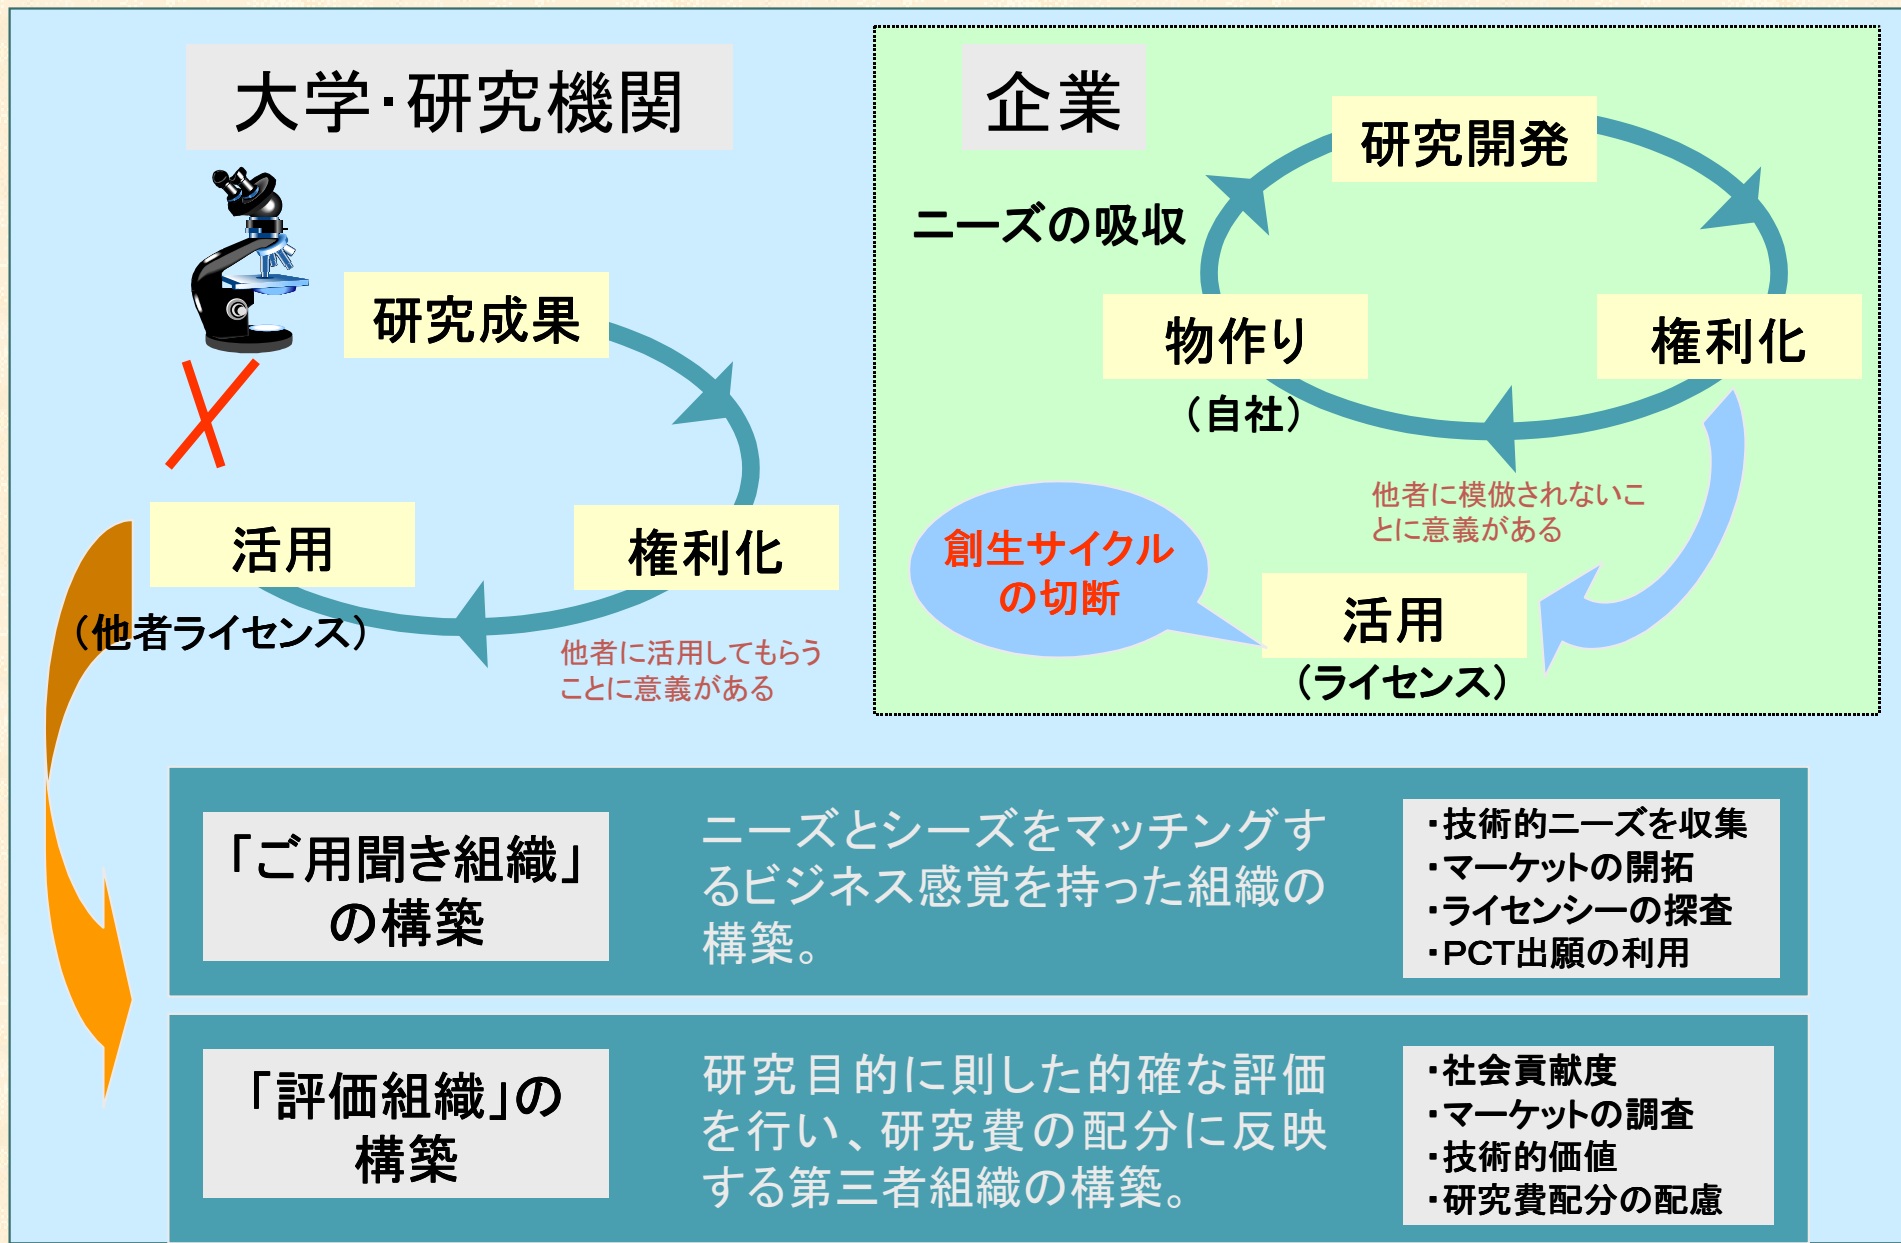 大学・研究機関
研究成果
権利化
活用
（他者ライセンス）
他者に活用してもらう
ことに意義がある
企業
研究開発
ニーズの吸収
物作り
（自社）
権利化
他者に模倣されないこ
とに意義がある
創生サイクル
の切断
活用
（ライセンス）
「ご用聞き組織」
の構築
ニーズとシーズをマッチングす
るビジネス感覚を持った組織の
構築。
・技術的ニーズを収集
・マーケットの開拓
・ライセンシーの探査
・PCT出願の利用
「評価組織」の
構築
研究目的に則した的確な評価
を行い、研究費の配分に反映
する第三者組織の構築。
・社会貢献度
・マーケットの調査
・技術的価値
・研究費配分の配慮